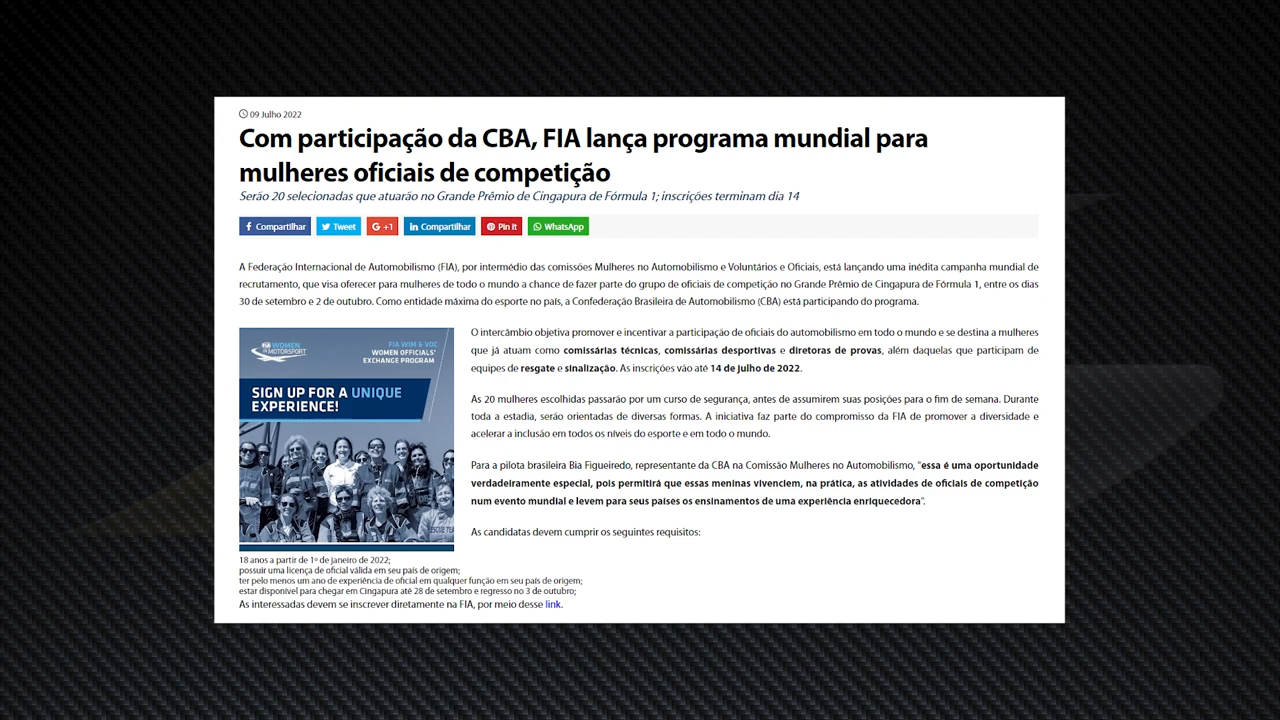 09 Julho 2022
Com participação da CBA, FIA lança programa mundial para
mulheres oficiais de competição
Serão 20 selecionadas que atuarão no Grande Prêmio de Cingapura de Fórmula 1; inscrições terminam dia 14
Compartilhar Tweet +1 Compartilhar Pin It WhatsApp
A Federação Internacional de Automobilismo (FIA), por intermédio das comissões Mulheres no Automobilismo e Voluntários e Oficiais, está lançando uma inédita campanha mundial de
recrutamento, que visa oferecer para mulheres de todo o mundo a chance de fazer parte do grupo de oficiais de competição no Grande Prêmio de Cingapura de Fórmula 1, entre os dias
30 de setembro e 2 de outubro. Como entidade máxima do esporte no país, a Confederação Brasileira de Automobilismo (CBA) está participando do programa.
FIA WOMEN IN MOTORSPORT
FIA WIM & VOC
WOMEN OFFICIALS'
EXCHANGE PROGRAM
SIGN UP FOR A UNIQUE
EXPERIENCE!
O intercâmbio objetiva promover e incentivar a participação de oficiais do automobilismo em todo o mundo e se destina a mulheres
que já atuam como comissárias técnicas, comissárias desportivas e diretoras de provas, além daquelas que participam de
equipes de resgate e sinalização. As inscrições vão até 14 de julho de 2022.
As 20 mulheres escolhidas passarão por um curso de segurança, antes de assumirem suas posições para o fim de semana. Durante
toda a estadia, serão orientadas de diversas formas. A iniciativa faz parte do compromisso da FIA de promover a diversidade e
acelerar a inclusão em todos os níveis do esporte e em todo o mundo.
Para a pilota brasileira Bia Figueiredo, representante da CBA na Comissão Mulheres no Automobilismo, "essa é uma oportunidade
verdadeiramente especial, pois permitirá que essas meninas vivenciem, na prática, as atividades de oficiais de competição
num evento mundial e levem para seus países os ensinamentos de uma experiência enriquecedora".
As candidatas devem cumprir os seguintes requisitos:
18 anos a partir de 1º de janeiro de 2022;
possuir uma licença de oficial válida em seu país de origem;
ter pelo menos um ano de experiência de oficial em qualquer função em seu país de origem;
estar disponível para chegar em Cingapura até 28 de setembro e regresso no 3 de outubro;
As interessadas devem se inscrever diretamente na FIA, por meio desse link.